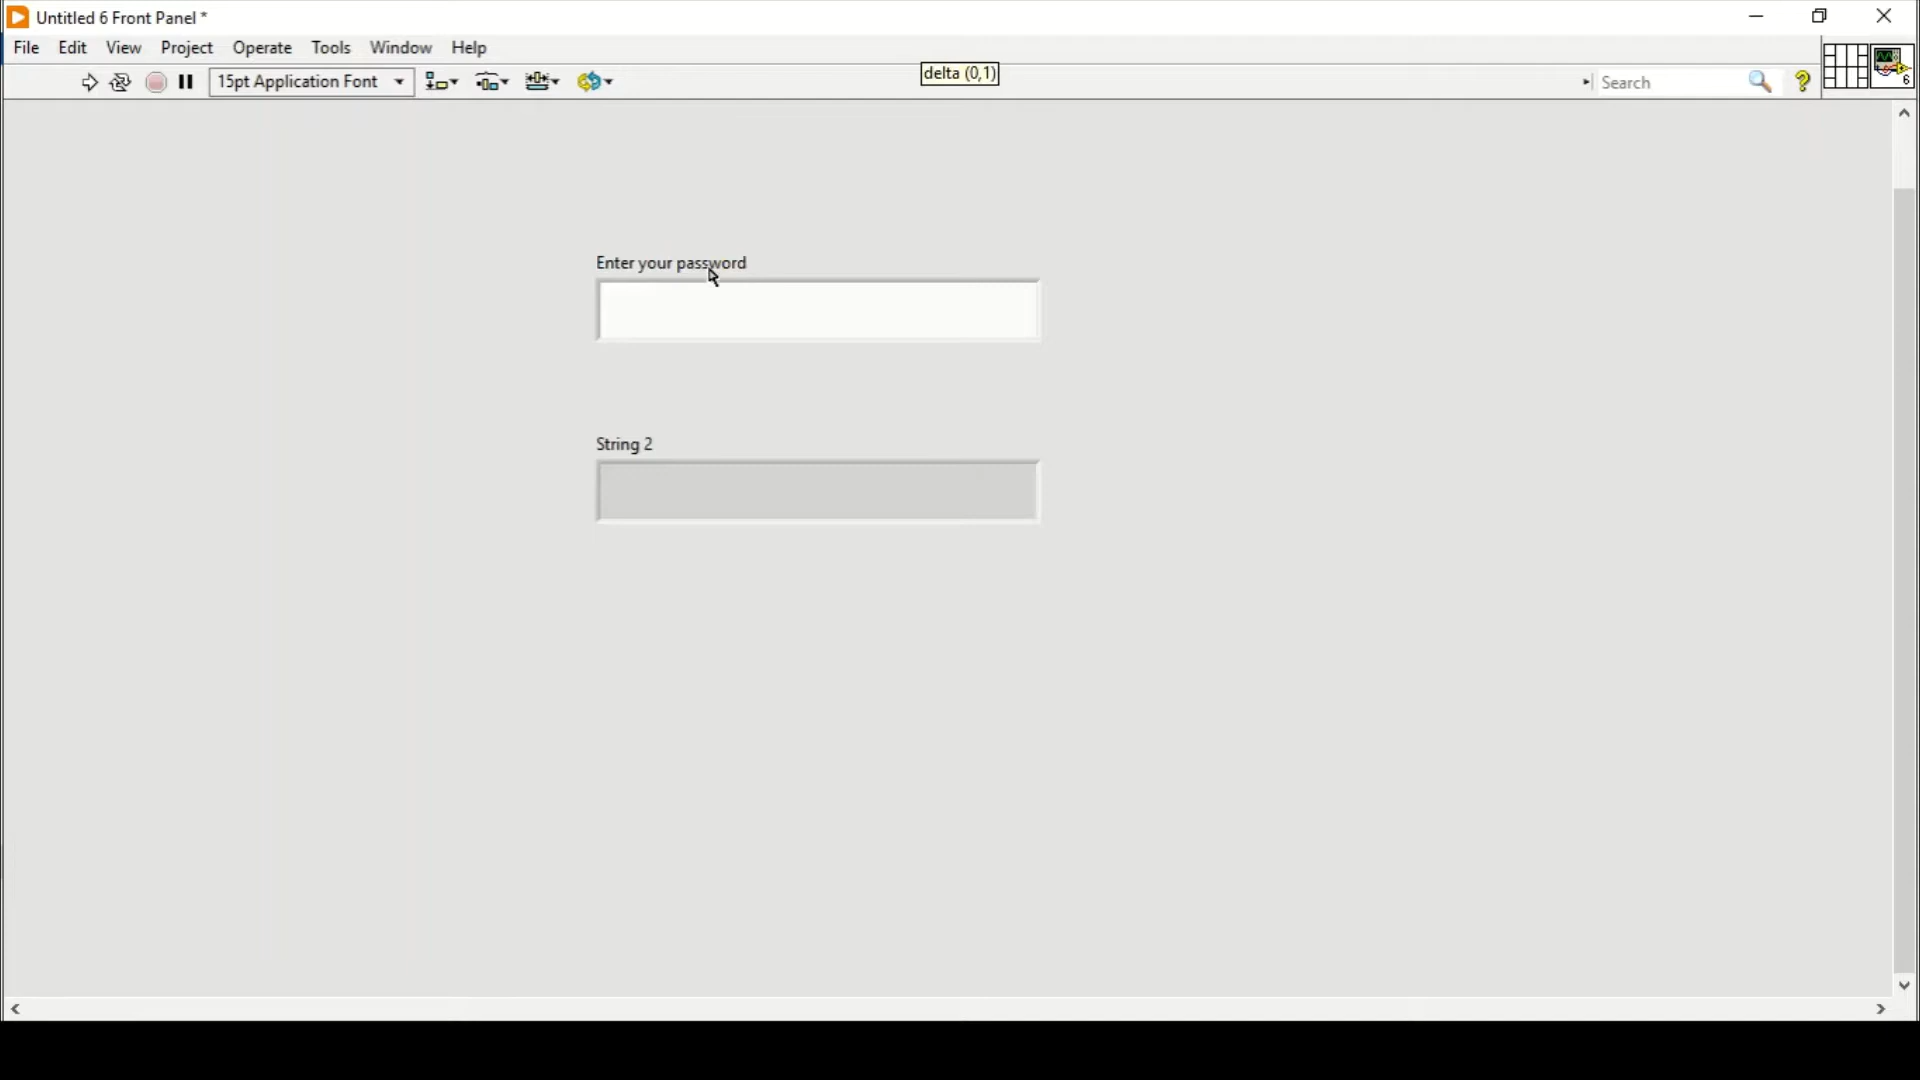 Untitled 6 Front Panel *
File Edit View Project Operate Tools Window Help
15pt Application Font
delta (0,1)
Search
?
6
Enter your password
String 2